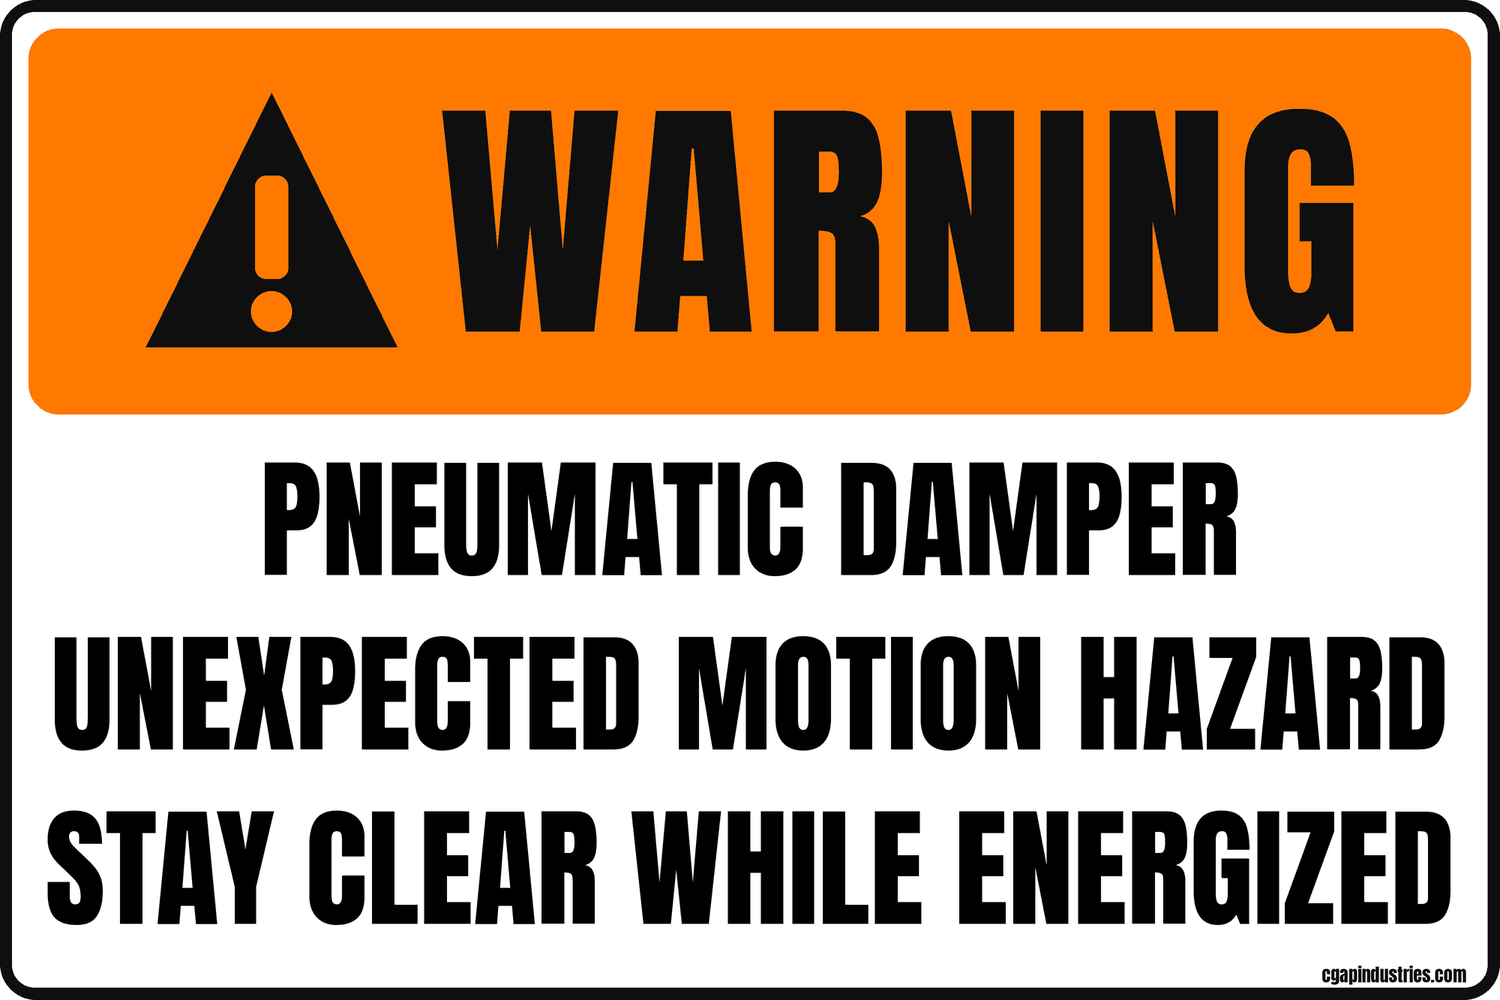 WARNING
PNEUMATIC DAMPER
UNEXPECTED MOTION HAZARD
STAY CLEAR WHILE ENERGIZED
cgapindustries.com